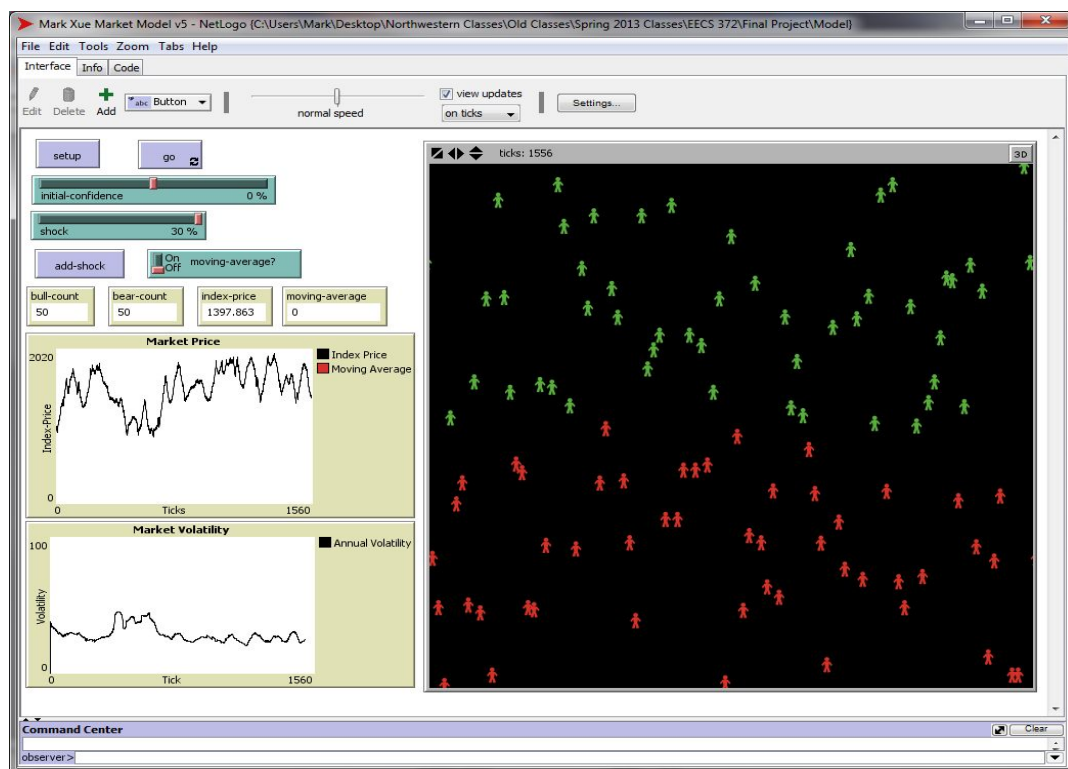 Mark Xue Market Model v5 - NetLogo {C:\Users\Mark\Desktop\Northwestern Classes\Old Classes\Spring 2013 Classes\EECS 372\Final Project\Model}
File Edit Tools Zoom Tabs Help
Interface Info Code
Edit Delete Add abc Button normal speed view updates on ticks Settings...
setup go
ticks: 1556 3D
initial-confidence 0 %
shock 30 %
add-shock On Off moving-average?
bull-count bear-count index-price moving-average
50 50 1397.863 0
Market Price
2020
Index-Price
0
0 Ticks 1560
Index Price
Moving Average
Market Volatility
100
Volatility
0
0 Tick 1560
Annual Volatility
Command Center Clear
observer>